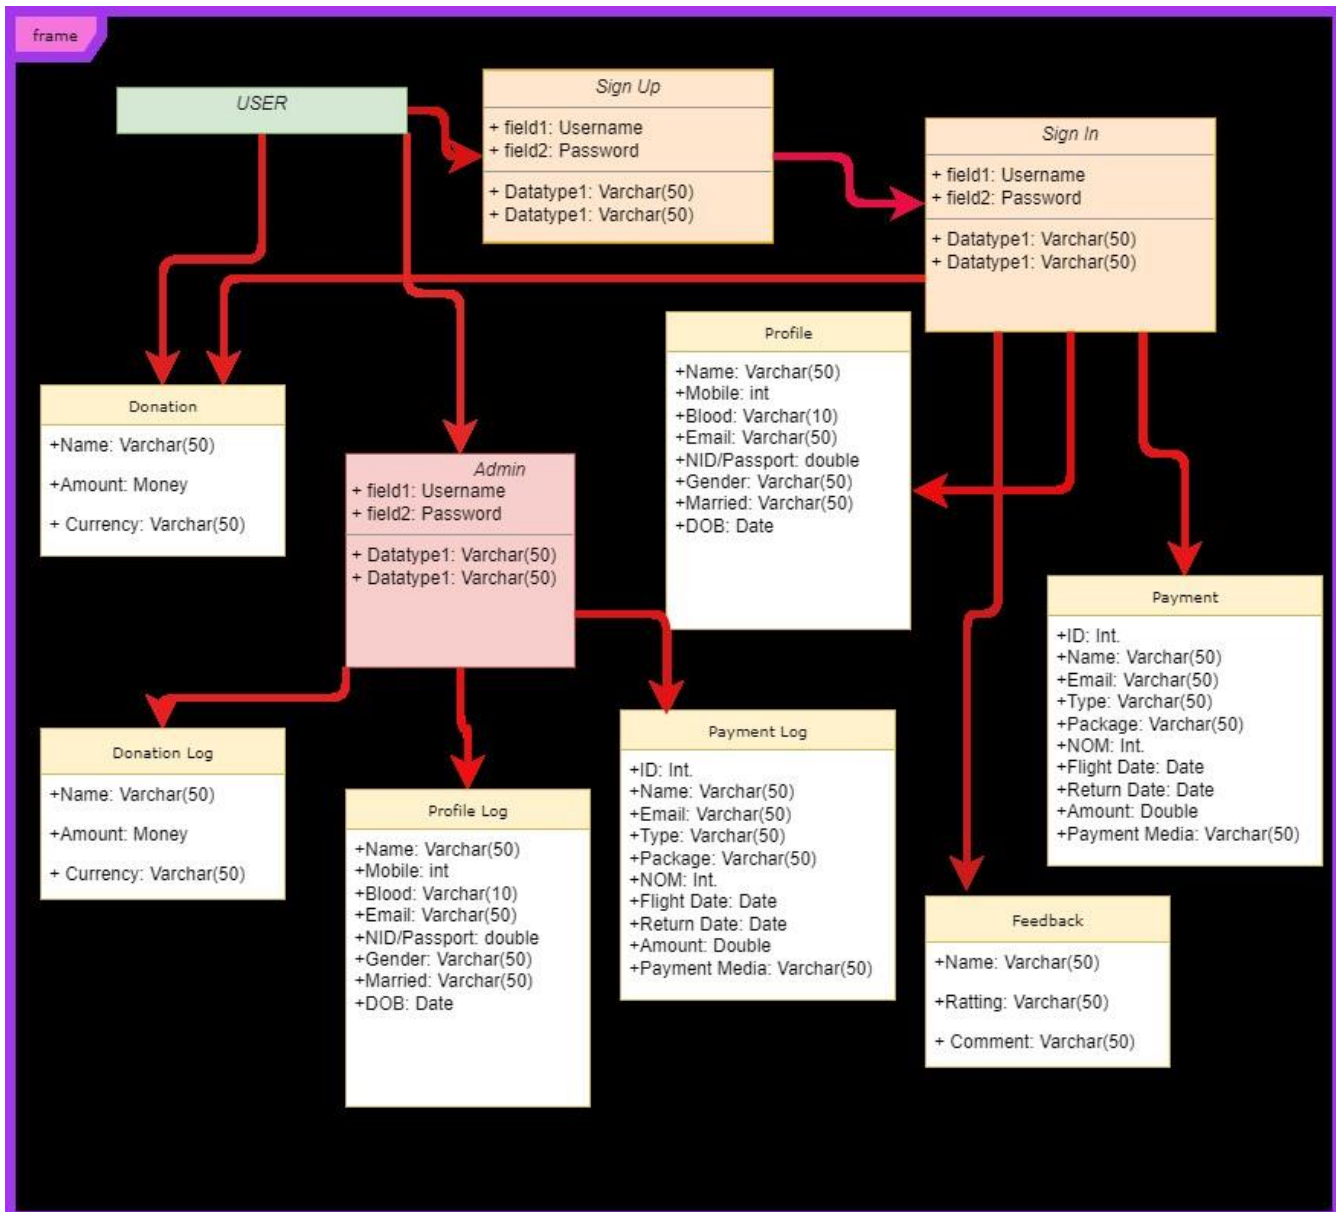 frame
USER
Sign Up
+ field1: Username
+ field2: Password
+ Datatype1: Varchar(50)
+ Datatype1: Varchar(50)
Sign In
+ field1: Username
+ field2: Password
+ Datatype1: Varchar(50)
+ Datatype1: Varchar(50)
Profile
+Name: Varchar(50)
+Mobile: int
+Blood: Varchar(10)
+Email: Varchar(50)
+NID/Passport: double
+Gender: Varchar(50)
+Married: Varchar(50)
+DOB: Date
Donation
+Name: Varchar(50)
+Amount: Money
+ Currency: Varchar(50)
Admin
+ field1: Username
+ field2: Password
+ Datatype1: Varchar(50)
+ Datatype1: Varchar(50)
Payment
+ID: Int.
+Name: Varchar(50)
+Email: Varchar(50)
+Type: Varchar(50)
+Package: Varchar(50)
+NOM: Int.
+Flight Date: Date
+Return Date: Date
+Amount: Double
+Payment Media: Varchar(50)
Donation Log
+Name: Varchar(50)
+Amount: Money
+ Currency: Varchar(50)
Profile Log
+Name: Varchar(50)
+Mobile: int
+Blood: Varchar(10)
+Email: Varchar(50)
+NID/Passport: double
+Gender: Varchar(50)
+Married: Varchar(50)
+DOB: Date
Payment Log
+ID: Int.
+Name: Varchar(50)
+Email: Varchar(50)
+Type: Varchar(50)
+Package: Varchar(50)
+NOM: Int.
+Flight Date: Date
+Return Date: Date
+Amount: Double
+Payment Media: Varchar(50)
Feedback
+Name: Varchar(50)
+Ratting: Varchar(50)
+ Comment: Varchar(50)